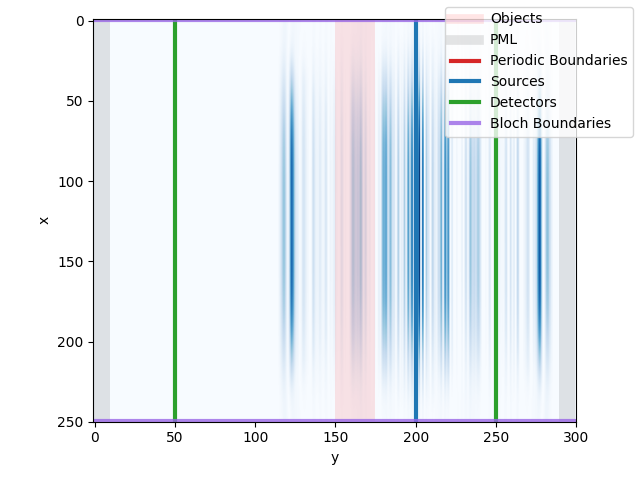 Objects
PML
Periodic Boundaries
Sources
Detectors
Bloch Boundaries
0
50
100
150
200
250
x
0 50 100 150 200 250 300
y